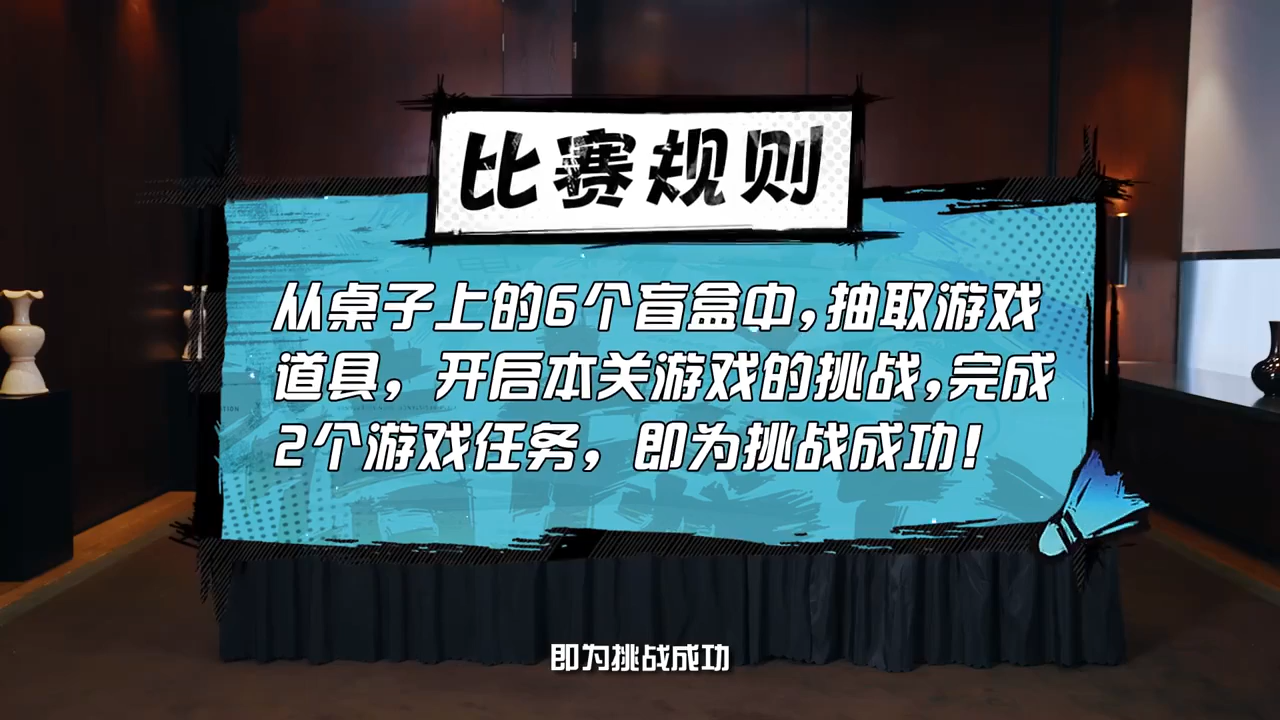 比赛规则
从桌子上的6个盲盒中,抽取游戏
道具，开启本关游戏的挑战,完成
2个游戏任务，即为挑战成功!
即为挑战成功